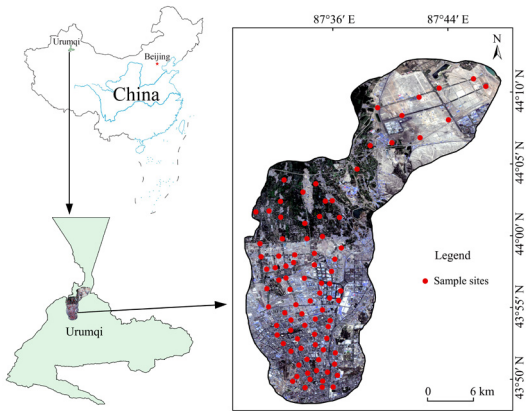 87°36′ E 87°44′ E
Urumqi
Beijing
China
N
44°10′ N
44°05′ N
44°00′ N
Legend
Sample sites
43°55′ N
Urumqi
43°50′ N
0 6 km